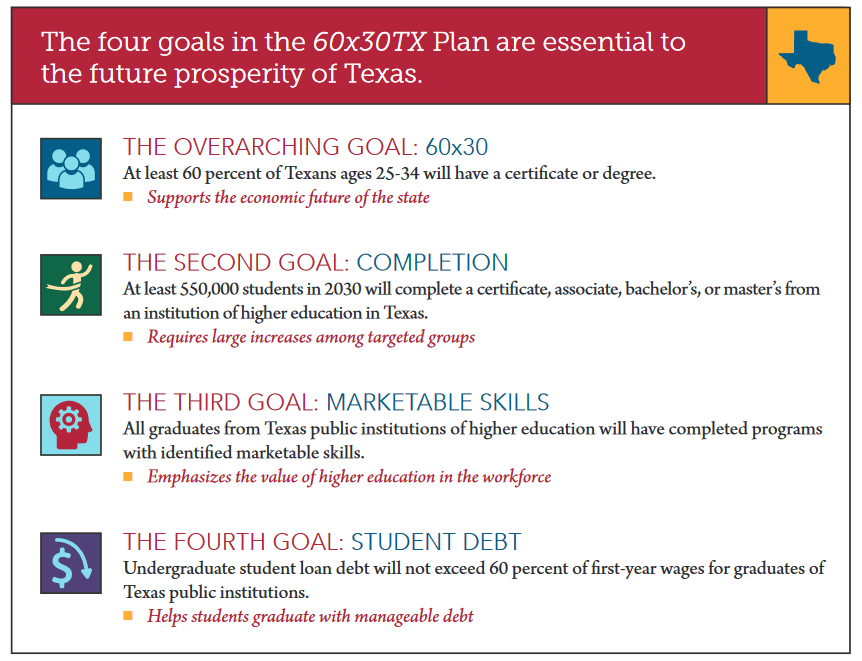 The four goals in the 60x30TX Plan are essential to
the future prosperity of Texas.
THE OVERARCHING GOAL: 60x30
At least 60 percent of Texans ages 25-34 will have a certificate or degree.
■ Supports the economic future of the state
THE SECOND GOAL: COMPLETION
At least 550,000 students in 2030 will complete a certificate, associate, bachelor’s, or master’s from
an institution of higher education in Texas.
■ Requires large increases among targeted groups
THE THIRD GOAL: MARKETABLE SKILLS
All graduates from Texas public institutions of higher education will have completed programs
with identified marketable skills.
■ Emphasizes the value of higher education in the workforce
$
THE FOURTH GOAL: STUDENT DEBT
Undergraduate student loan debt will not exceed 60 percent of first-year wages for graduates of
Texas public institutions.
■ Helps students graduate with manageable debt